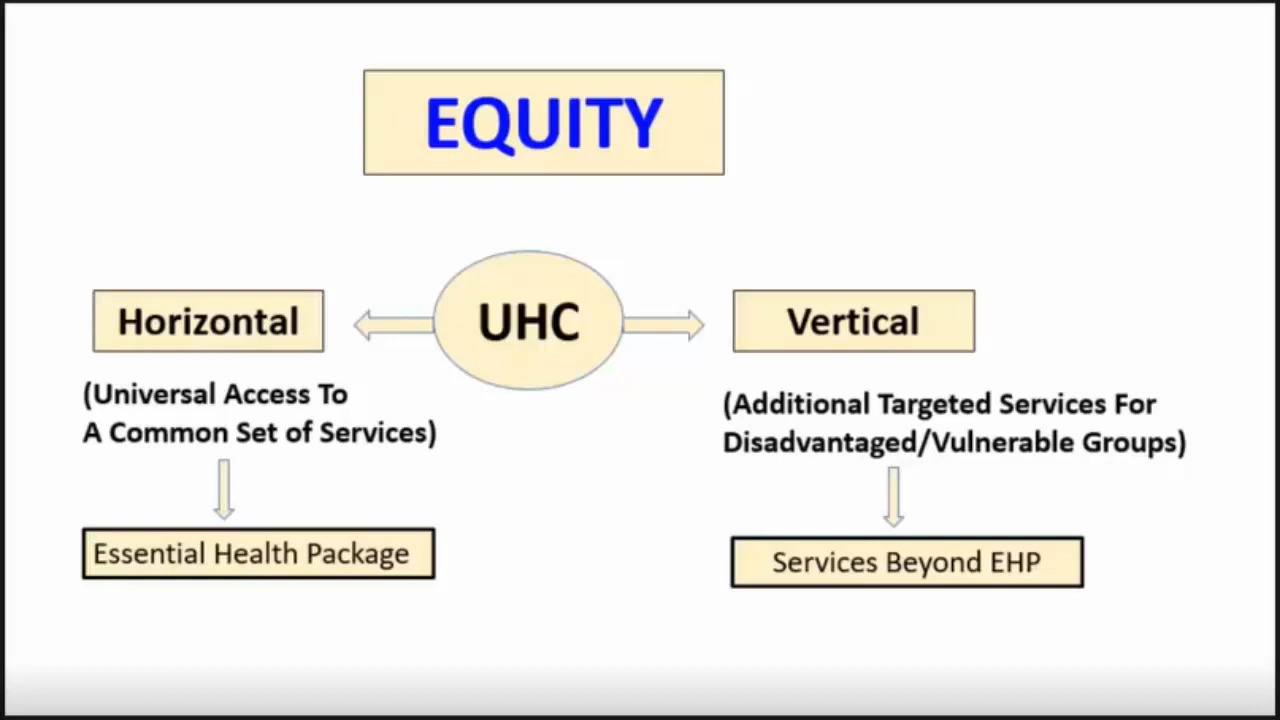 EQUITY
Horizontal
UHC
Vertical
(Universal Access To
A Common Set of Services)
(Additional Targeted Services For
Disadvantaged/Vulnerable Groups)
Essential Health Package
Services Beyond EHP